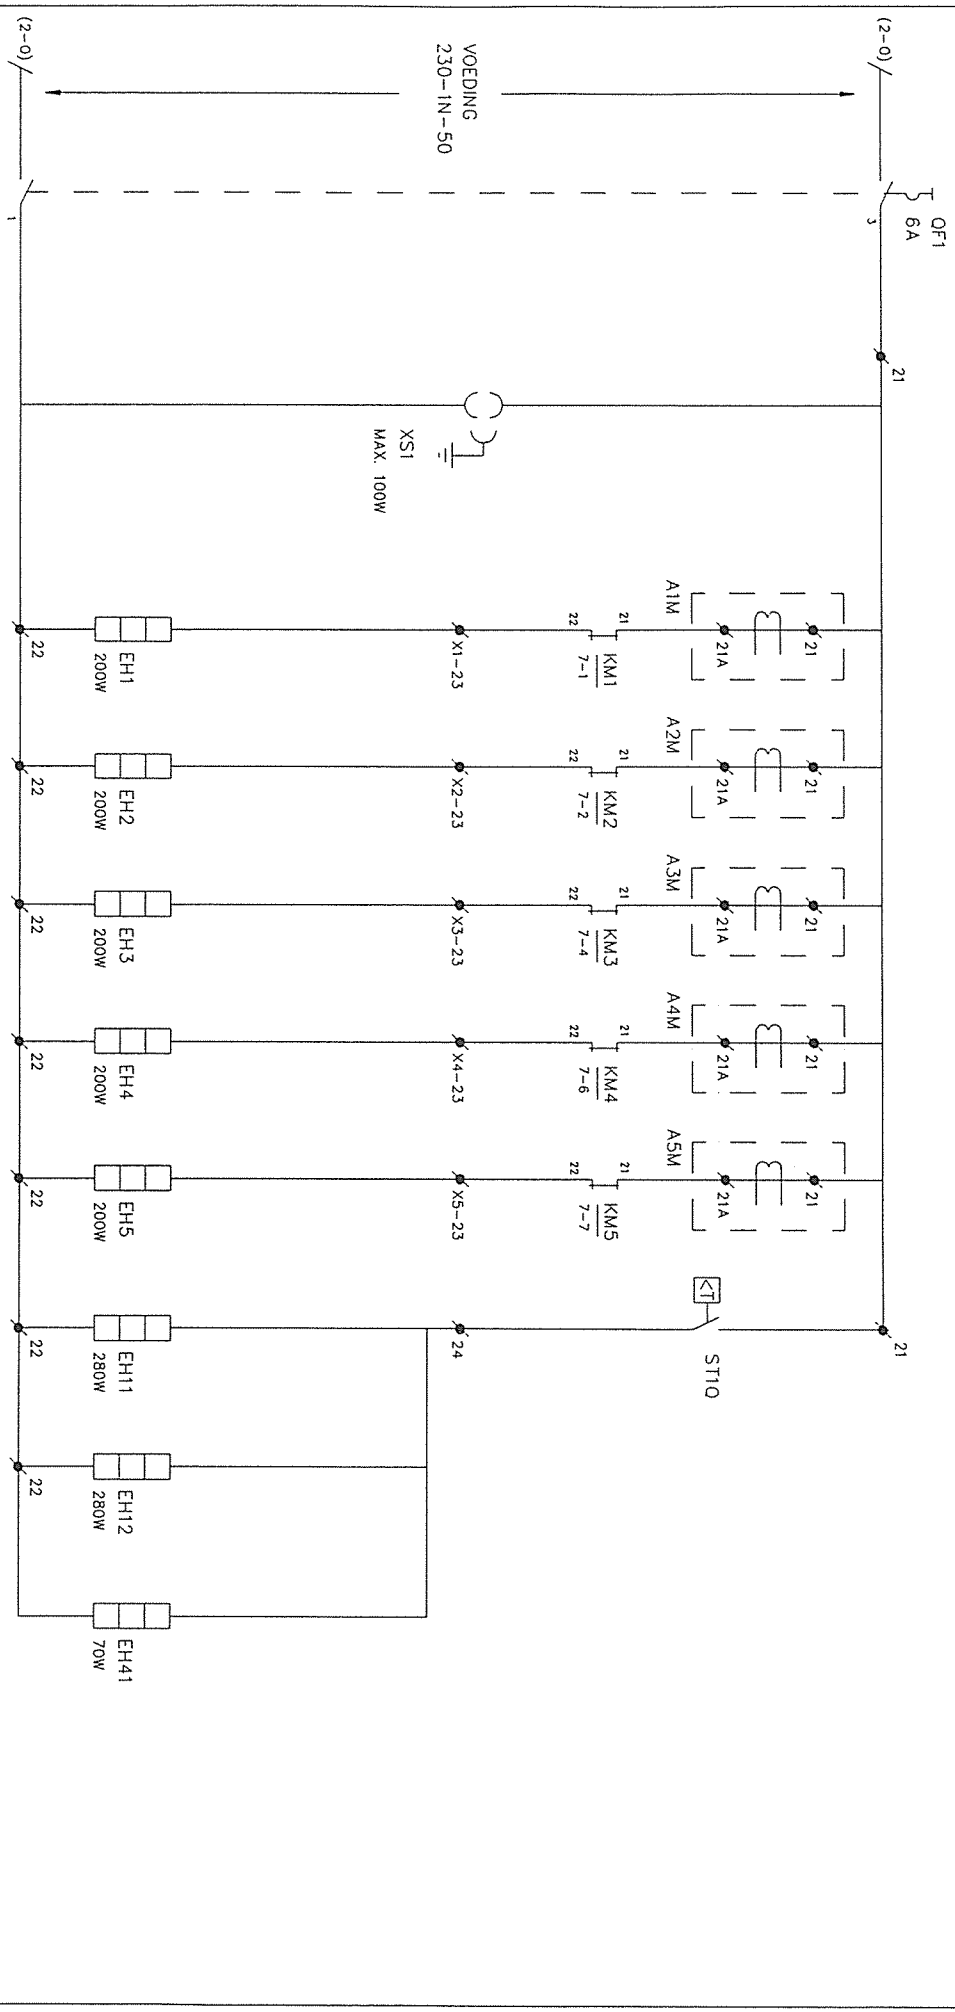 (2-0)
VOEDING
230-1N-50
(2-0)
QF1
6A
3
1
21
XS1
MAX. 100W
A1M
21
21A
A2M
21
21A
A3M
21
21A
A4M
21
21A
A5M
21
21A
21
21
22
KM1
7-1
21
22
KM2
7-2
21
22
KM3
7-4
21
22
KM4
7-6
21
22
KM5
7-7
<T
ST10
X1-23
X2-23
X3-23
X4-23
X5-23
24
EH1
200W
EH2
200W
EH3
200W
EH4
200W
EH5
200W
EH11
280W
EH12
280W
EH41
70W
22
22
22
22
22
22
22